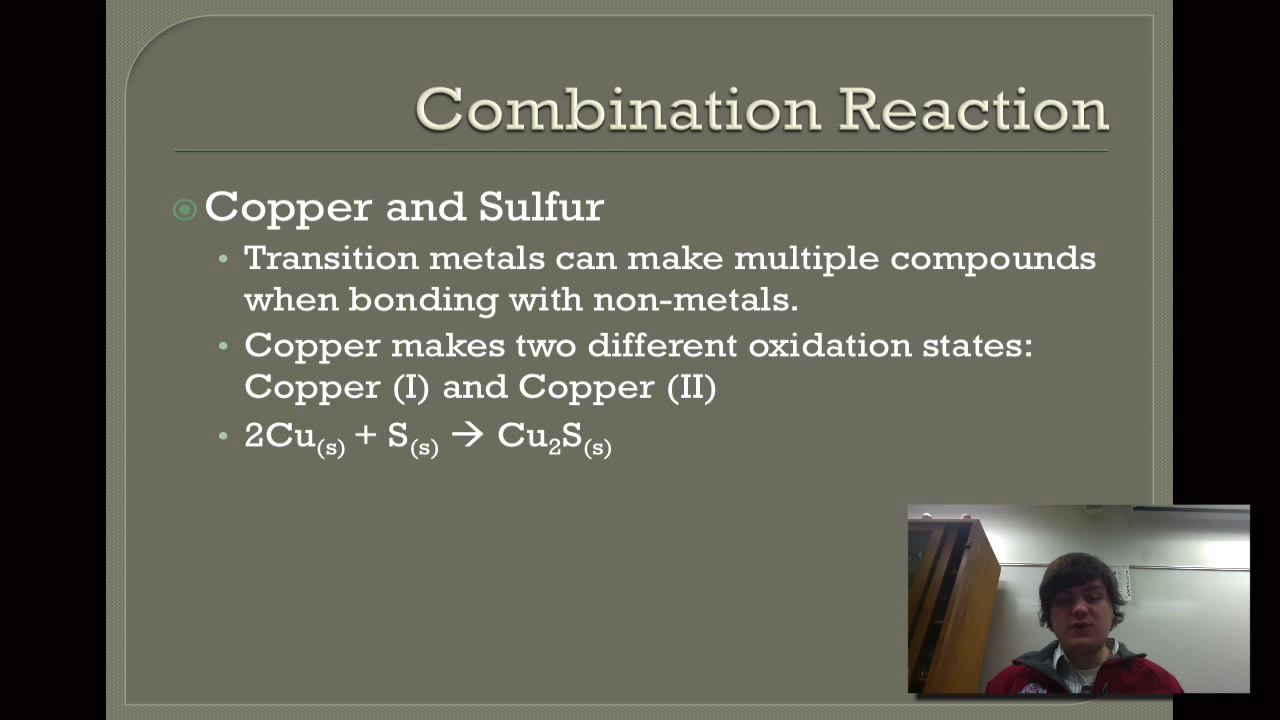 Combination Reaction
Copper and Sulfur
Transition metals can make multiple compounds
when bonding with non-metals.
Copper makes two different oxidation states:
Copper (I) and Copper (II)
2Cu(s) + S(s) → Cu2S(s)